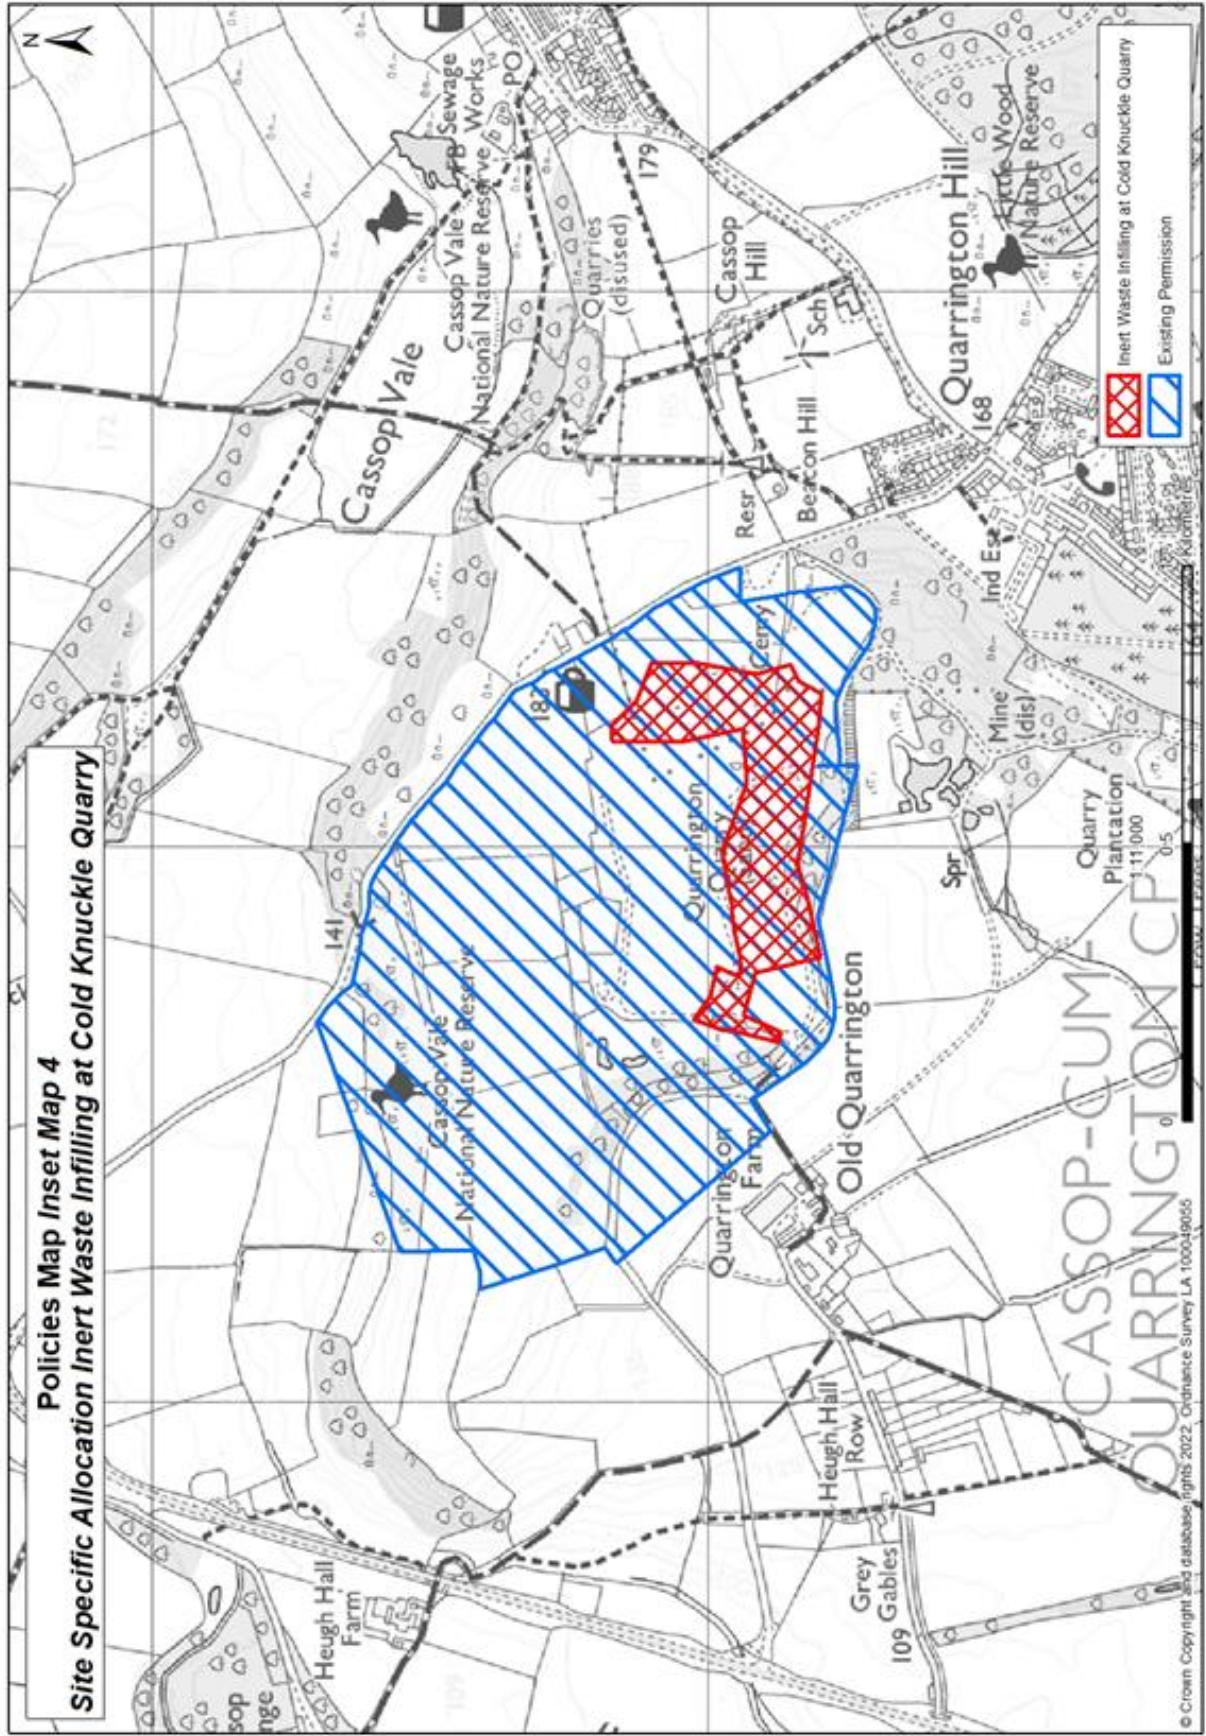 Policies Map Inset Map 4
Site Specific Allocation Inert Waste Infilling at Cold Knuckle Quarry
N
172
Cassop Vale
Cassop Vale
National Nature Reserve
FB
Sewage
Works
PO
141
183
Quarries
(disused)
179
Cassop
Hill
Sch
Resr
Beacon Hill
Quarrington Hill
168
Little Wood
Nature Reserve
Ind Est
Cassop Vale
National Nature Reserve
Heugh Hall
Farm
Quarrington
Cemy
Quarrington
Farm
Old Quarrington
Mine
(dis)
Spr
Quarry
Plantation
Heugh Hall
Row
Grey
Gables
109
CASSOP-CUM-
QUARRINGTON CP
Inert Waste Infilling at Cold Knuckle Quarry
Existing Permission
1:11 000
0
0.5
Kilometres
© Crown Copyright and database rights 2022. Ordnance Survey LA 100049055